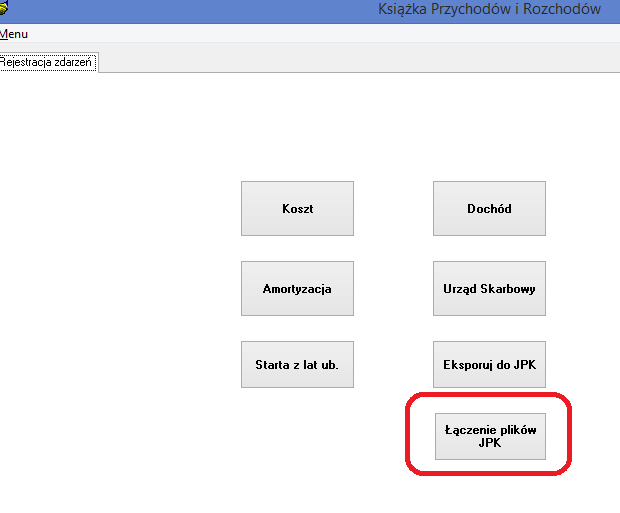 Książka Przychodów i Rozchodów
Menu
Rejestracja zdarzeń
Koszt
Dochód
Amortyzacja
Urząd Skarbowy
Starta z lat ub.
Eksporuj do JPK
Łączenie plików
JPK